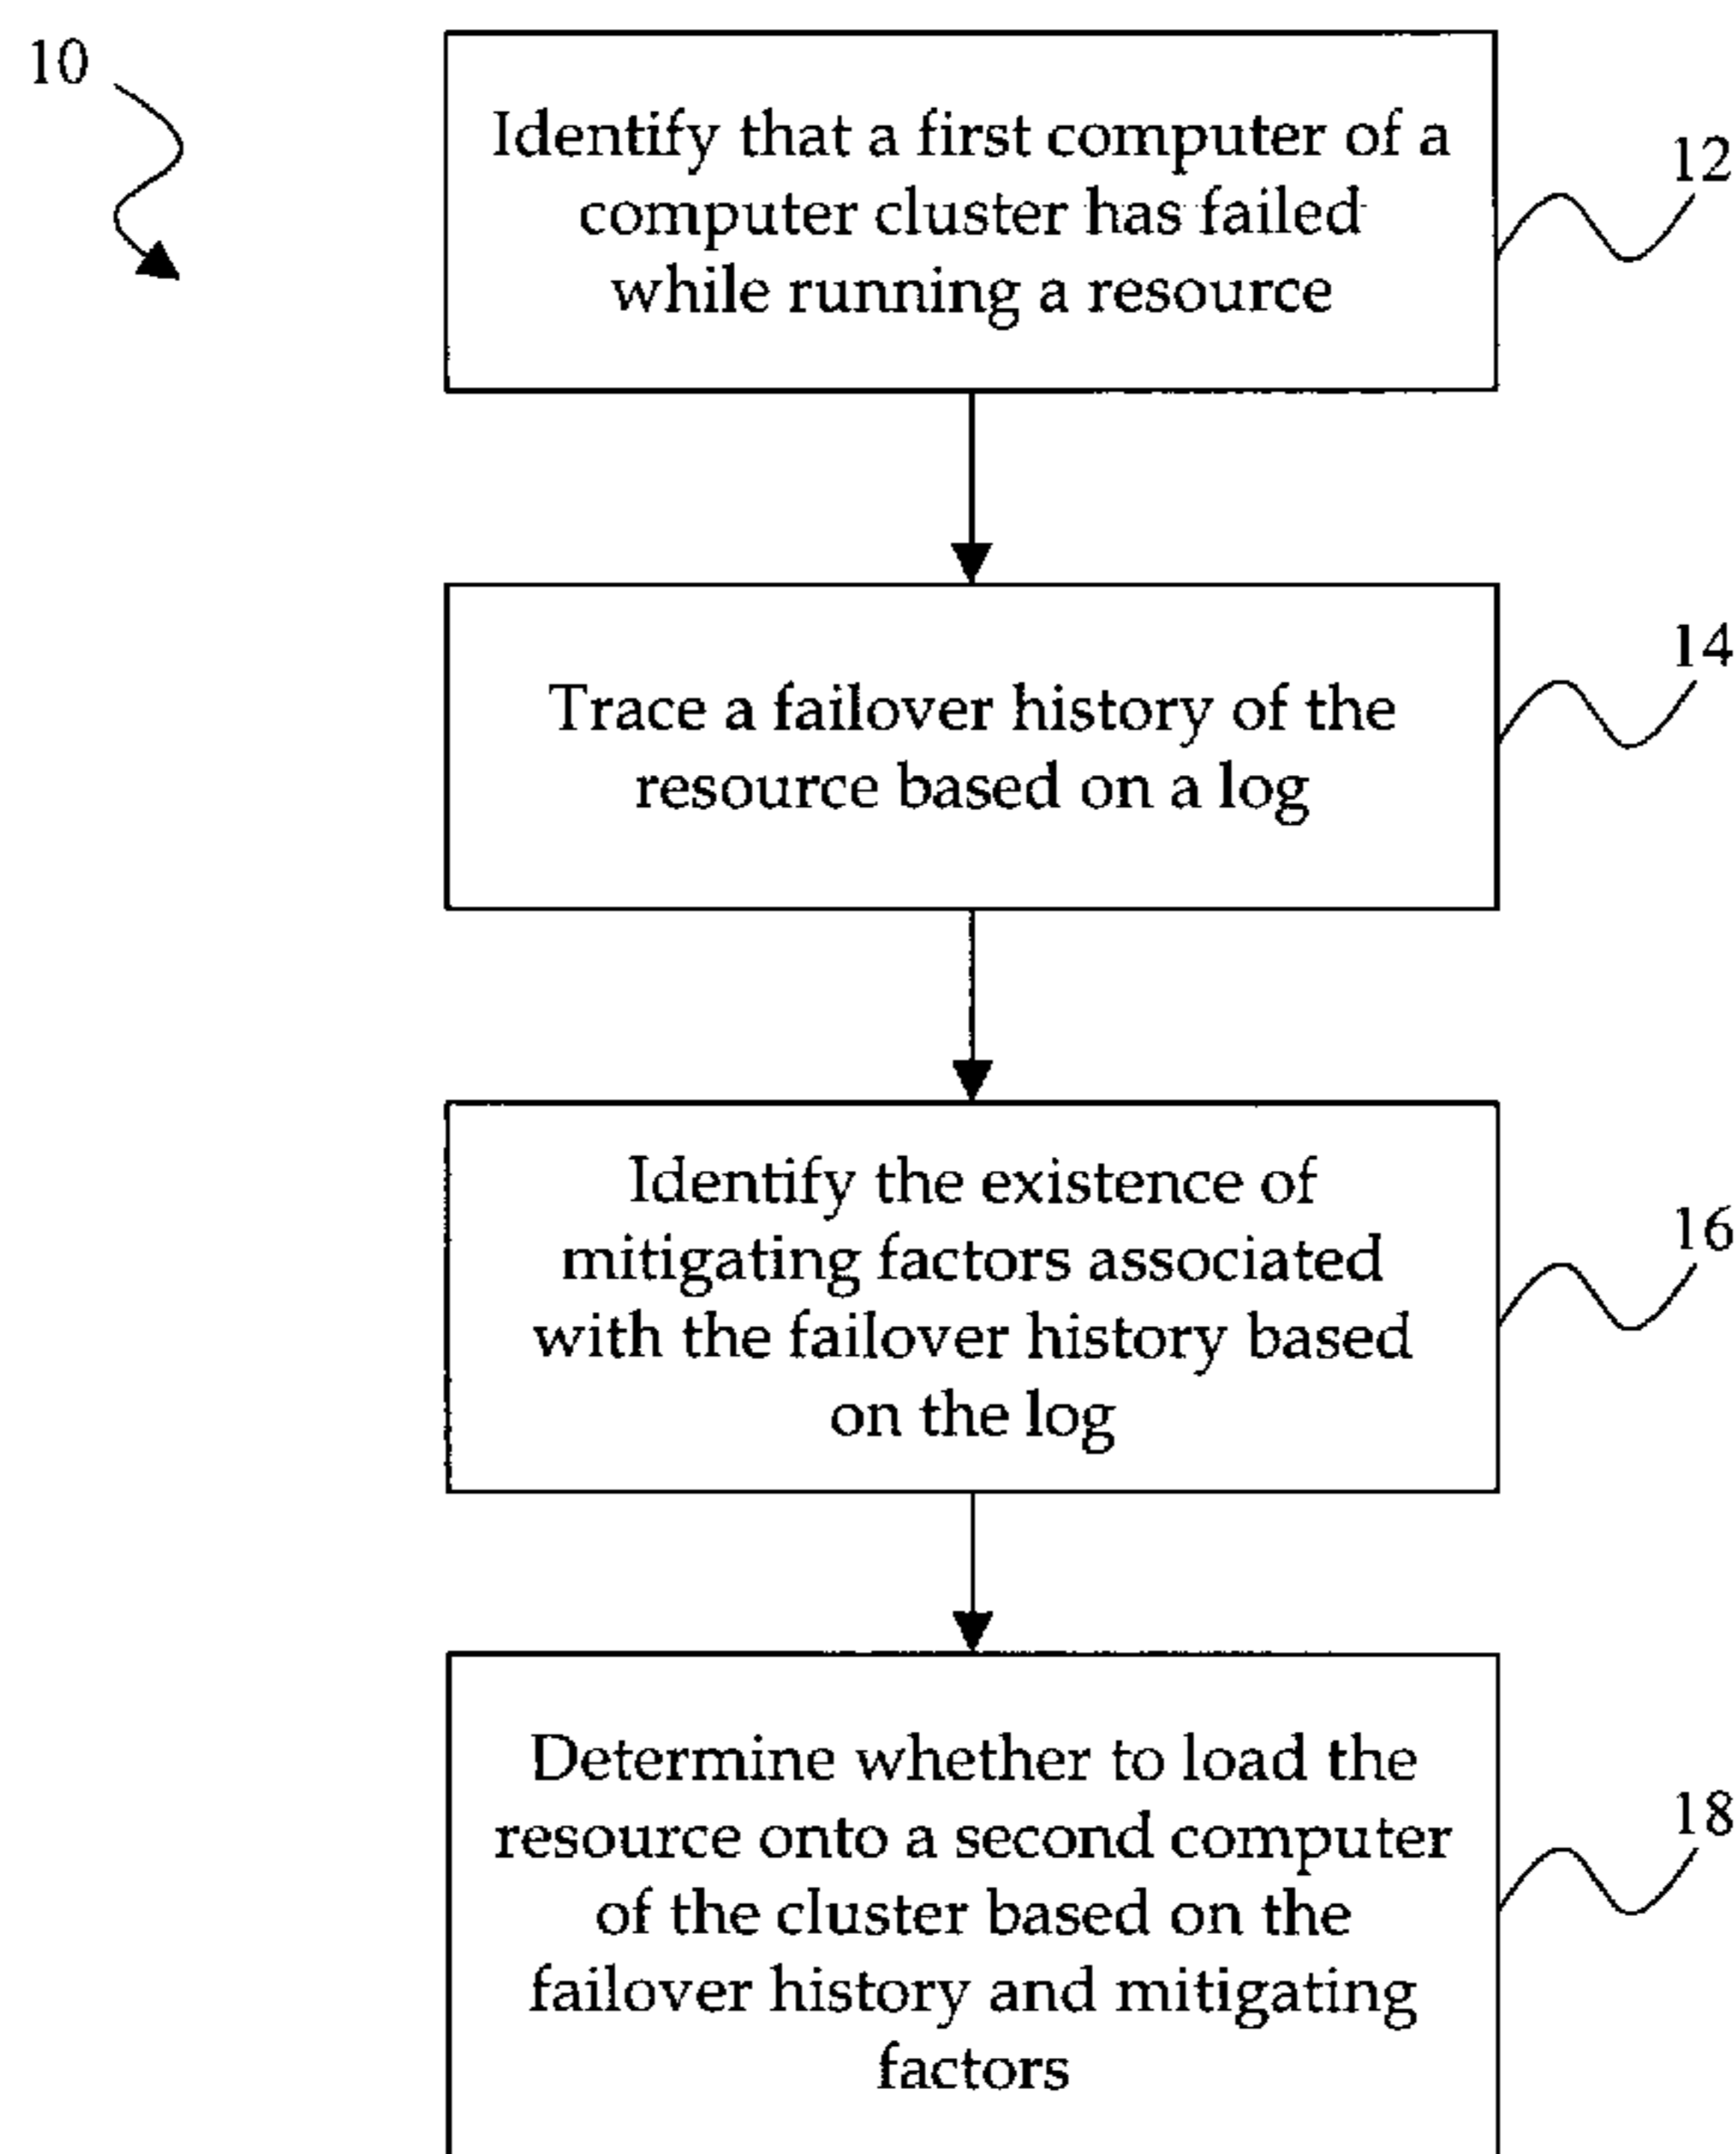 10
Identify that a first computer of a
computer cluster has failed
while running a resource
12
Trace a failover history of the
resource based on a log
14
Identify the existence of
mitigating factors associated
with the failover history based
on the log
16
Determine whether to load the
resource onto a second computer
of the cluster based on the
failover history and mitigating
factors
18